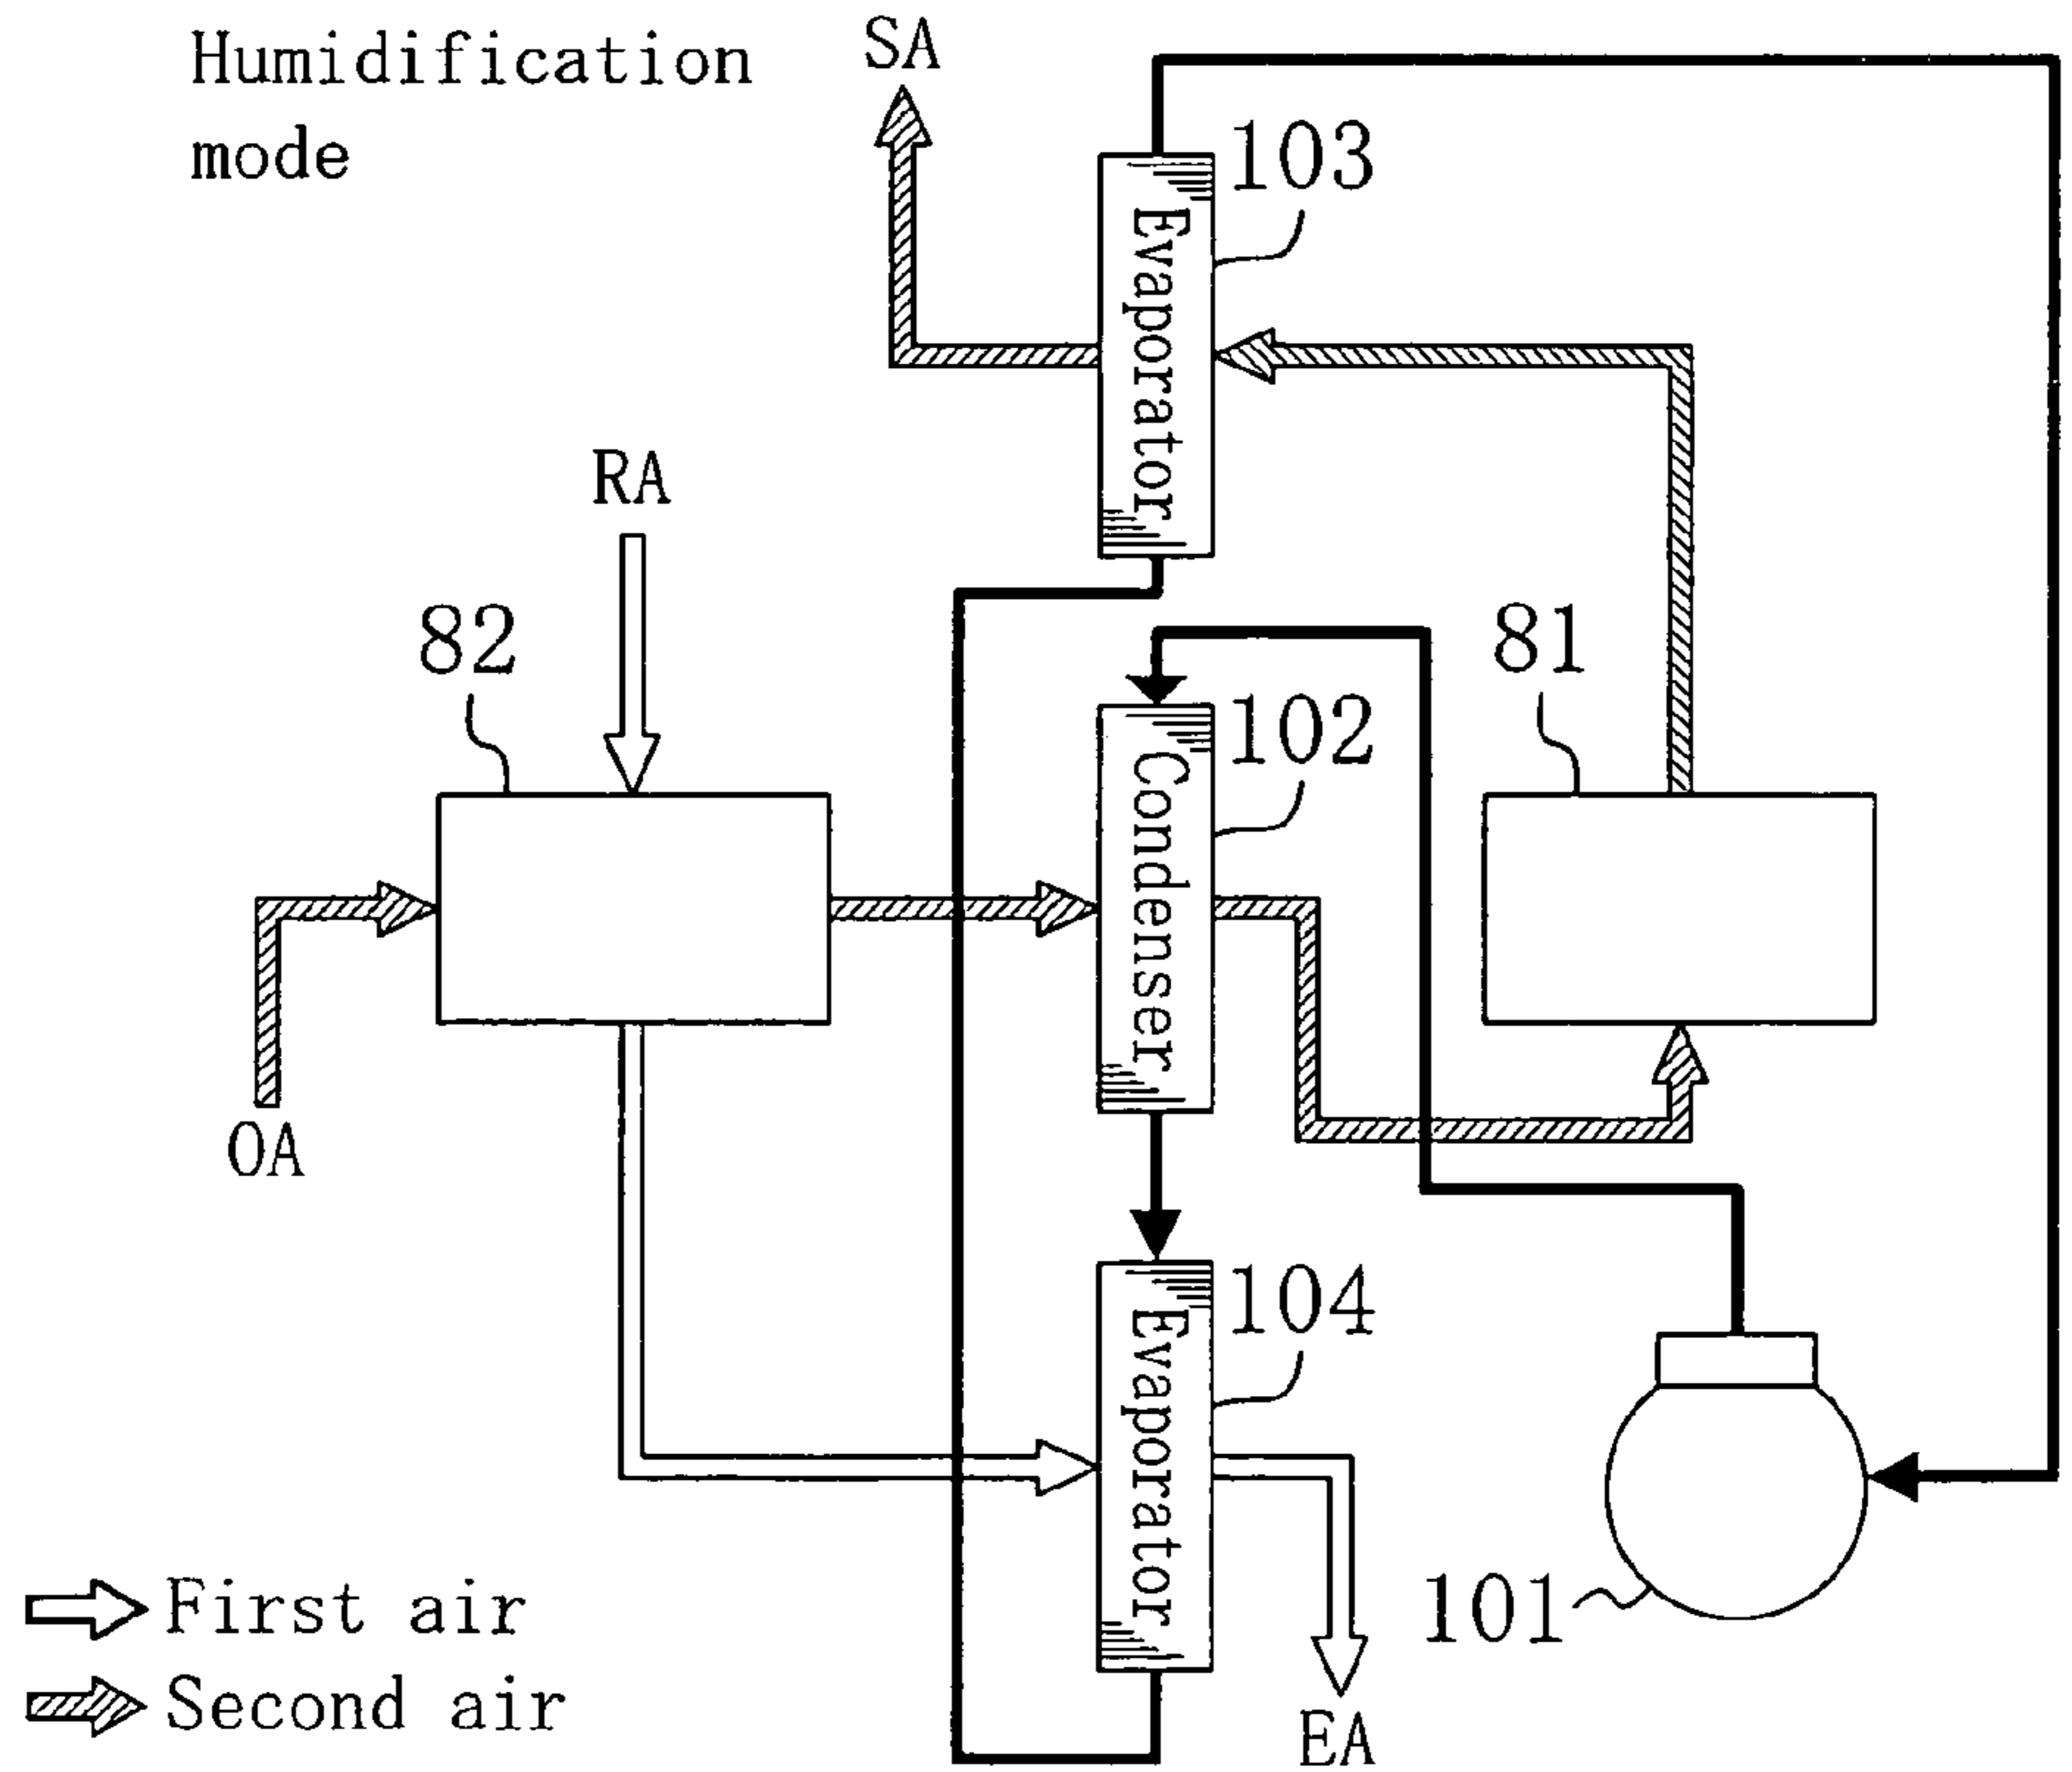 Humidification
mode
SA
103
Evaporator
RA
82
81
102
Condenser
OA
104
Evaporator
101
First air
Second air
EA